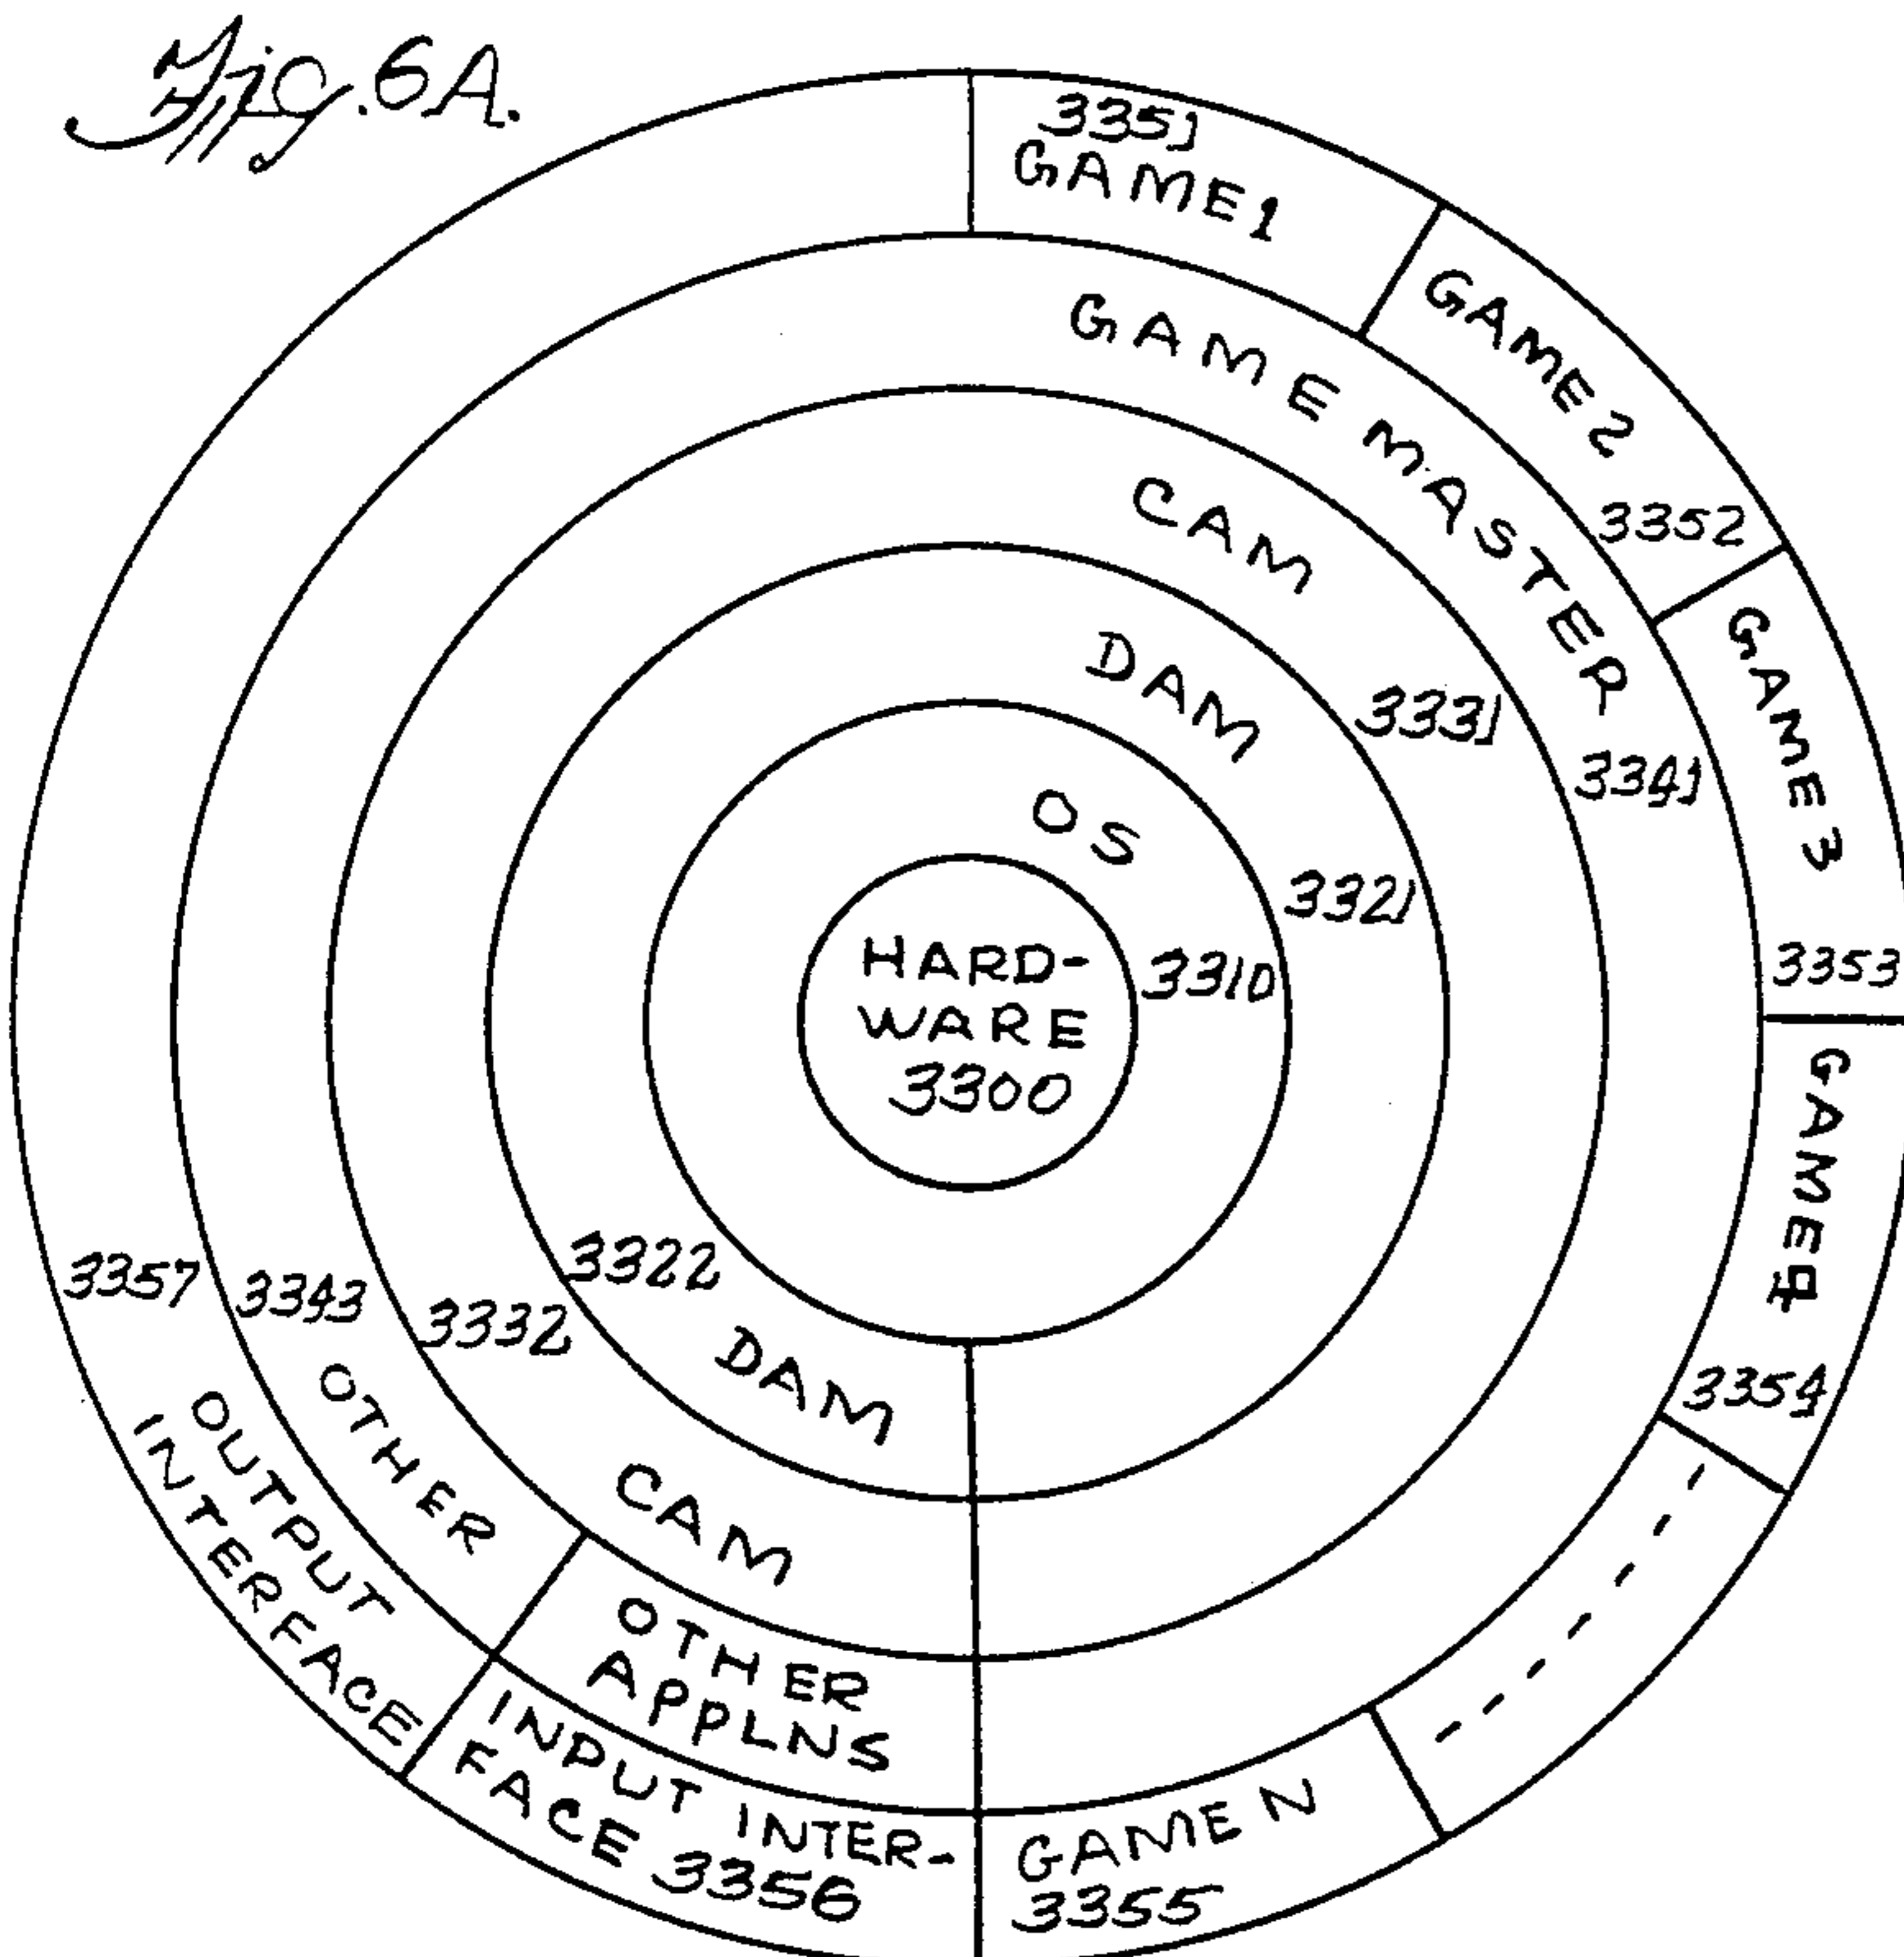 Fig. 6A.
3351
GAME 1
GAME 2
3352
GAME 3
3353
GAME 4
3354
GAME MASTER
3341
CAM
3331
DAM
3321
OS
3310
HARD-
WARE
3300
3322
DAM
3332
CAM
3343
OTHER
OTHER
APPLNS
3357
OUTPUT
INTERFACE
INPUT INTER-
FACE 3356
GAME N
3355